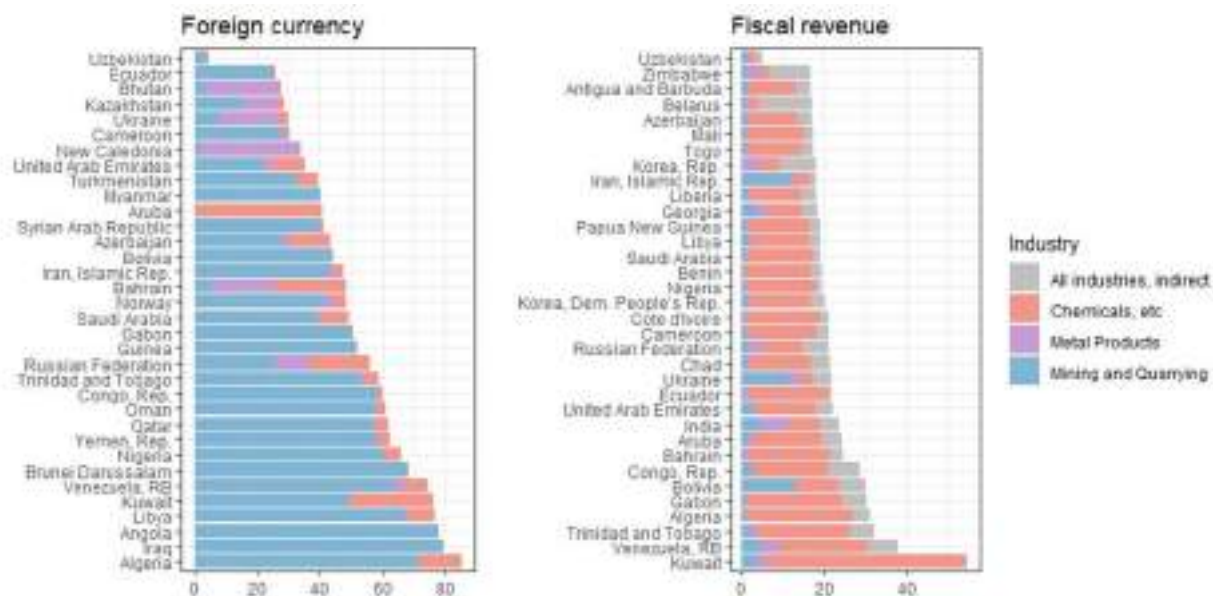 Foreign currency
Uzbekistan
Ecuador
Bhutan
Kazakhstan
Ukraine
Cameroon
New Caledonia
United Arab Emirates
Turkmenistan
Myanmar
Aruba
Syrian Arab Republic
Azerbaijan
Bolivia
Iran, Islamic Rep.
Bahrain
Norway
Saudi Arabia
Gabon
Guinea
Russian Federation
Trinidad and Tobago
Congo, Rep.
Oman
Qatar
Yemen, Rep.
Nigeria
Brunei Darussalam
Venezuela, RB
Kuwait
Libya
Angola
Iraq
Algeria
0 20 40 60 80
Fiscal revenue
Uzbekistan
Zimbabwe
Antigua and Barbuda
Belarus
Azerbaijan
Mali
Togo
Korea, Rep.
Iran, Islamic Rep.
Liberia
Georgia
Papua New Guinea
Libya
Saudi Arabia
Benin
Nigeria
Korea, Dem. People's Rep.
Cote d'Ivoire
Cameroon
Russian Federation
Chad
Ukraine
Ecuador
United Arab Emirates
India
Aruba
Bahrain
Congo, Rep.
Bolivia
Gabon
Algeria
Trinidad and Tobago
Venezuela, RB
Kuwait
0 20 40
Industry
All industries, indirect
Chemicals, etc
Metal Products
Mining and Quarrying